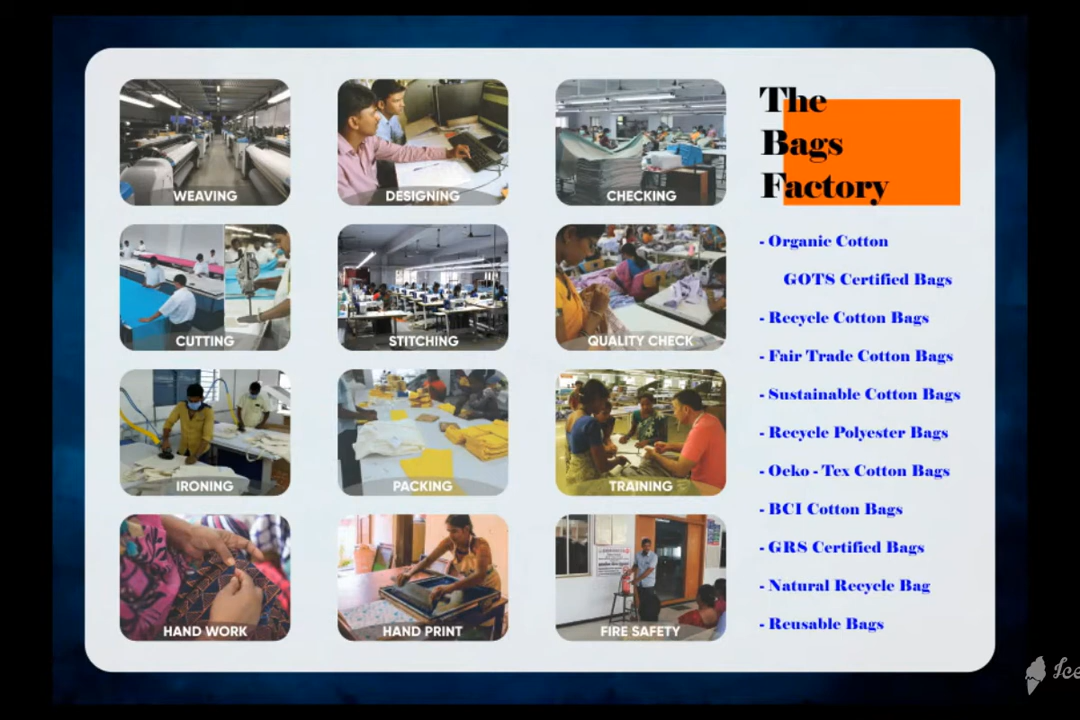 WEAVING
DESIGNING
CHECKING
CUTTING
STITCHING
QUALITY CHECK
IRONING
PACKING
TRAINING
HAND WORK
HAND PRINT
FIRE SAFETY
The
Bags
Factory
- Organic Cotton
GOTS Certified Bags
- Recycle Cotton Bags
- Fair Trade Cotton Bags
- Sustainable Cotton Bags
- Recycle Polyester Bags
- Oeko - Tex Cotton Bags
- BCI Cotton Bags
- GRS Certified Bags
- Natural Recycle Bag
- Reusable Bags